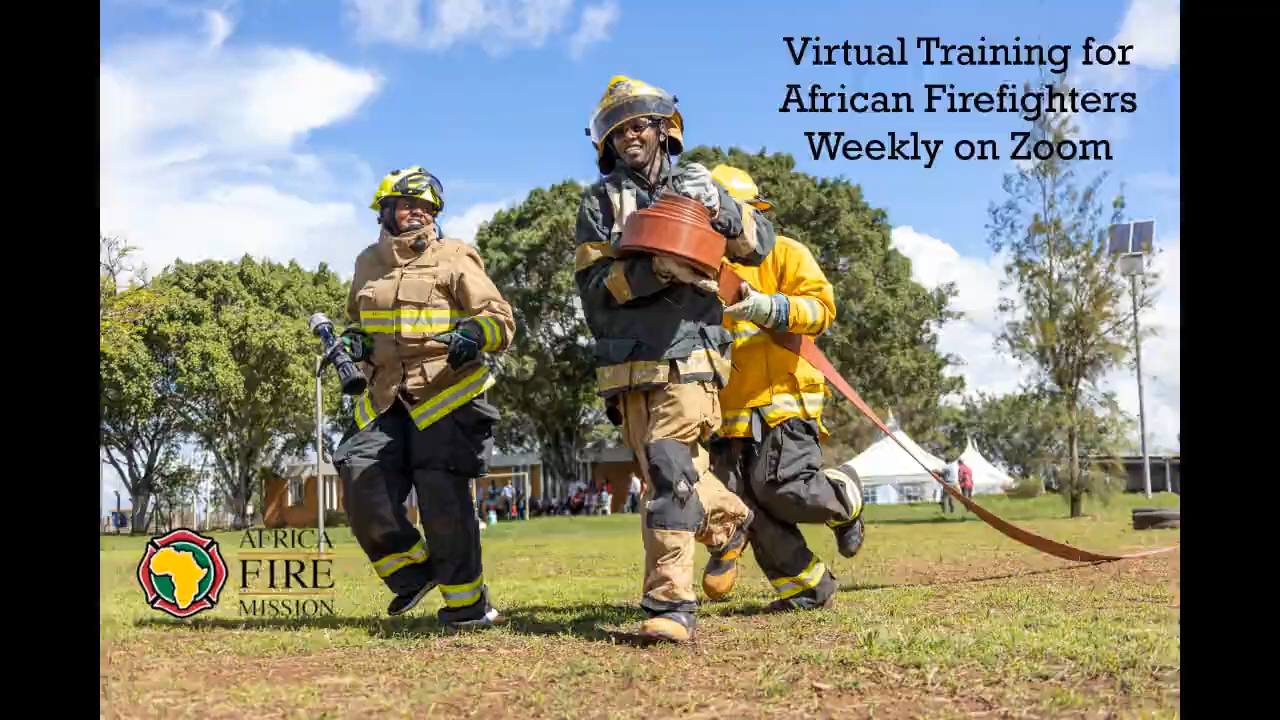 Virtual Training for
African Firefighters
Weekly on Zoom
AFRICA
FIRE
MISSION